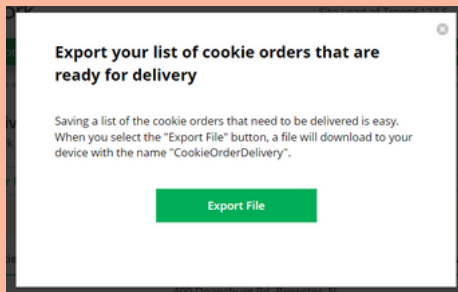 Export your list of cookie orders that are
ready for delivery
Saving a list of the cookie orders that need to be delivered is easy.
When you select the "Export File" button, a file will download to your
device with the name "CookieOrderDelivery".
Export File